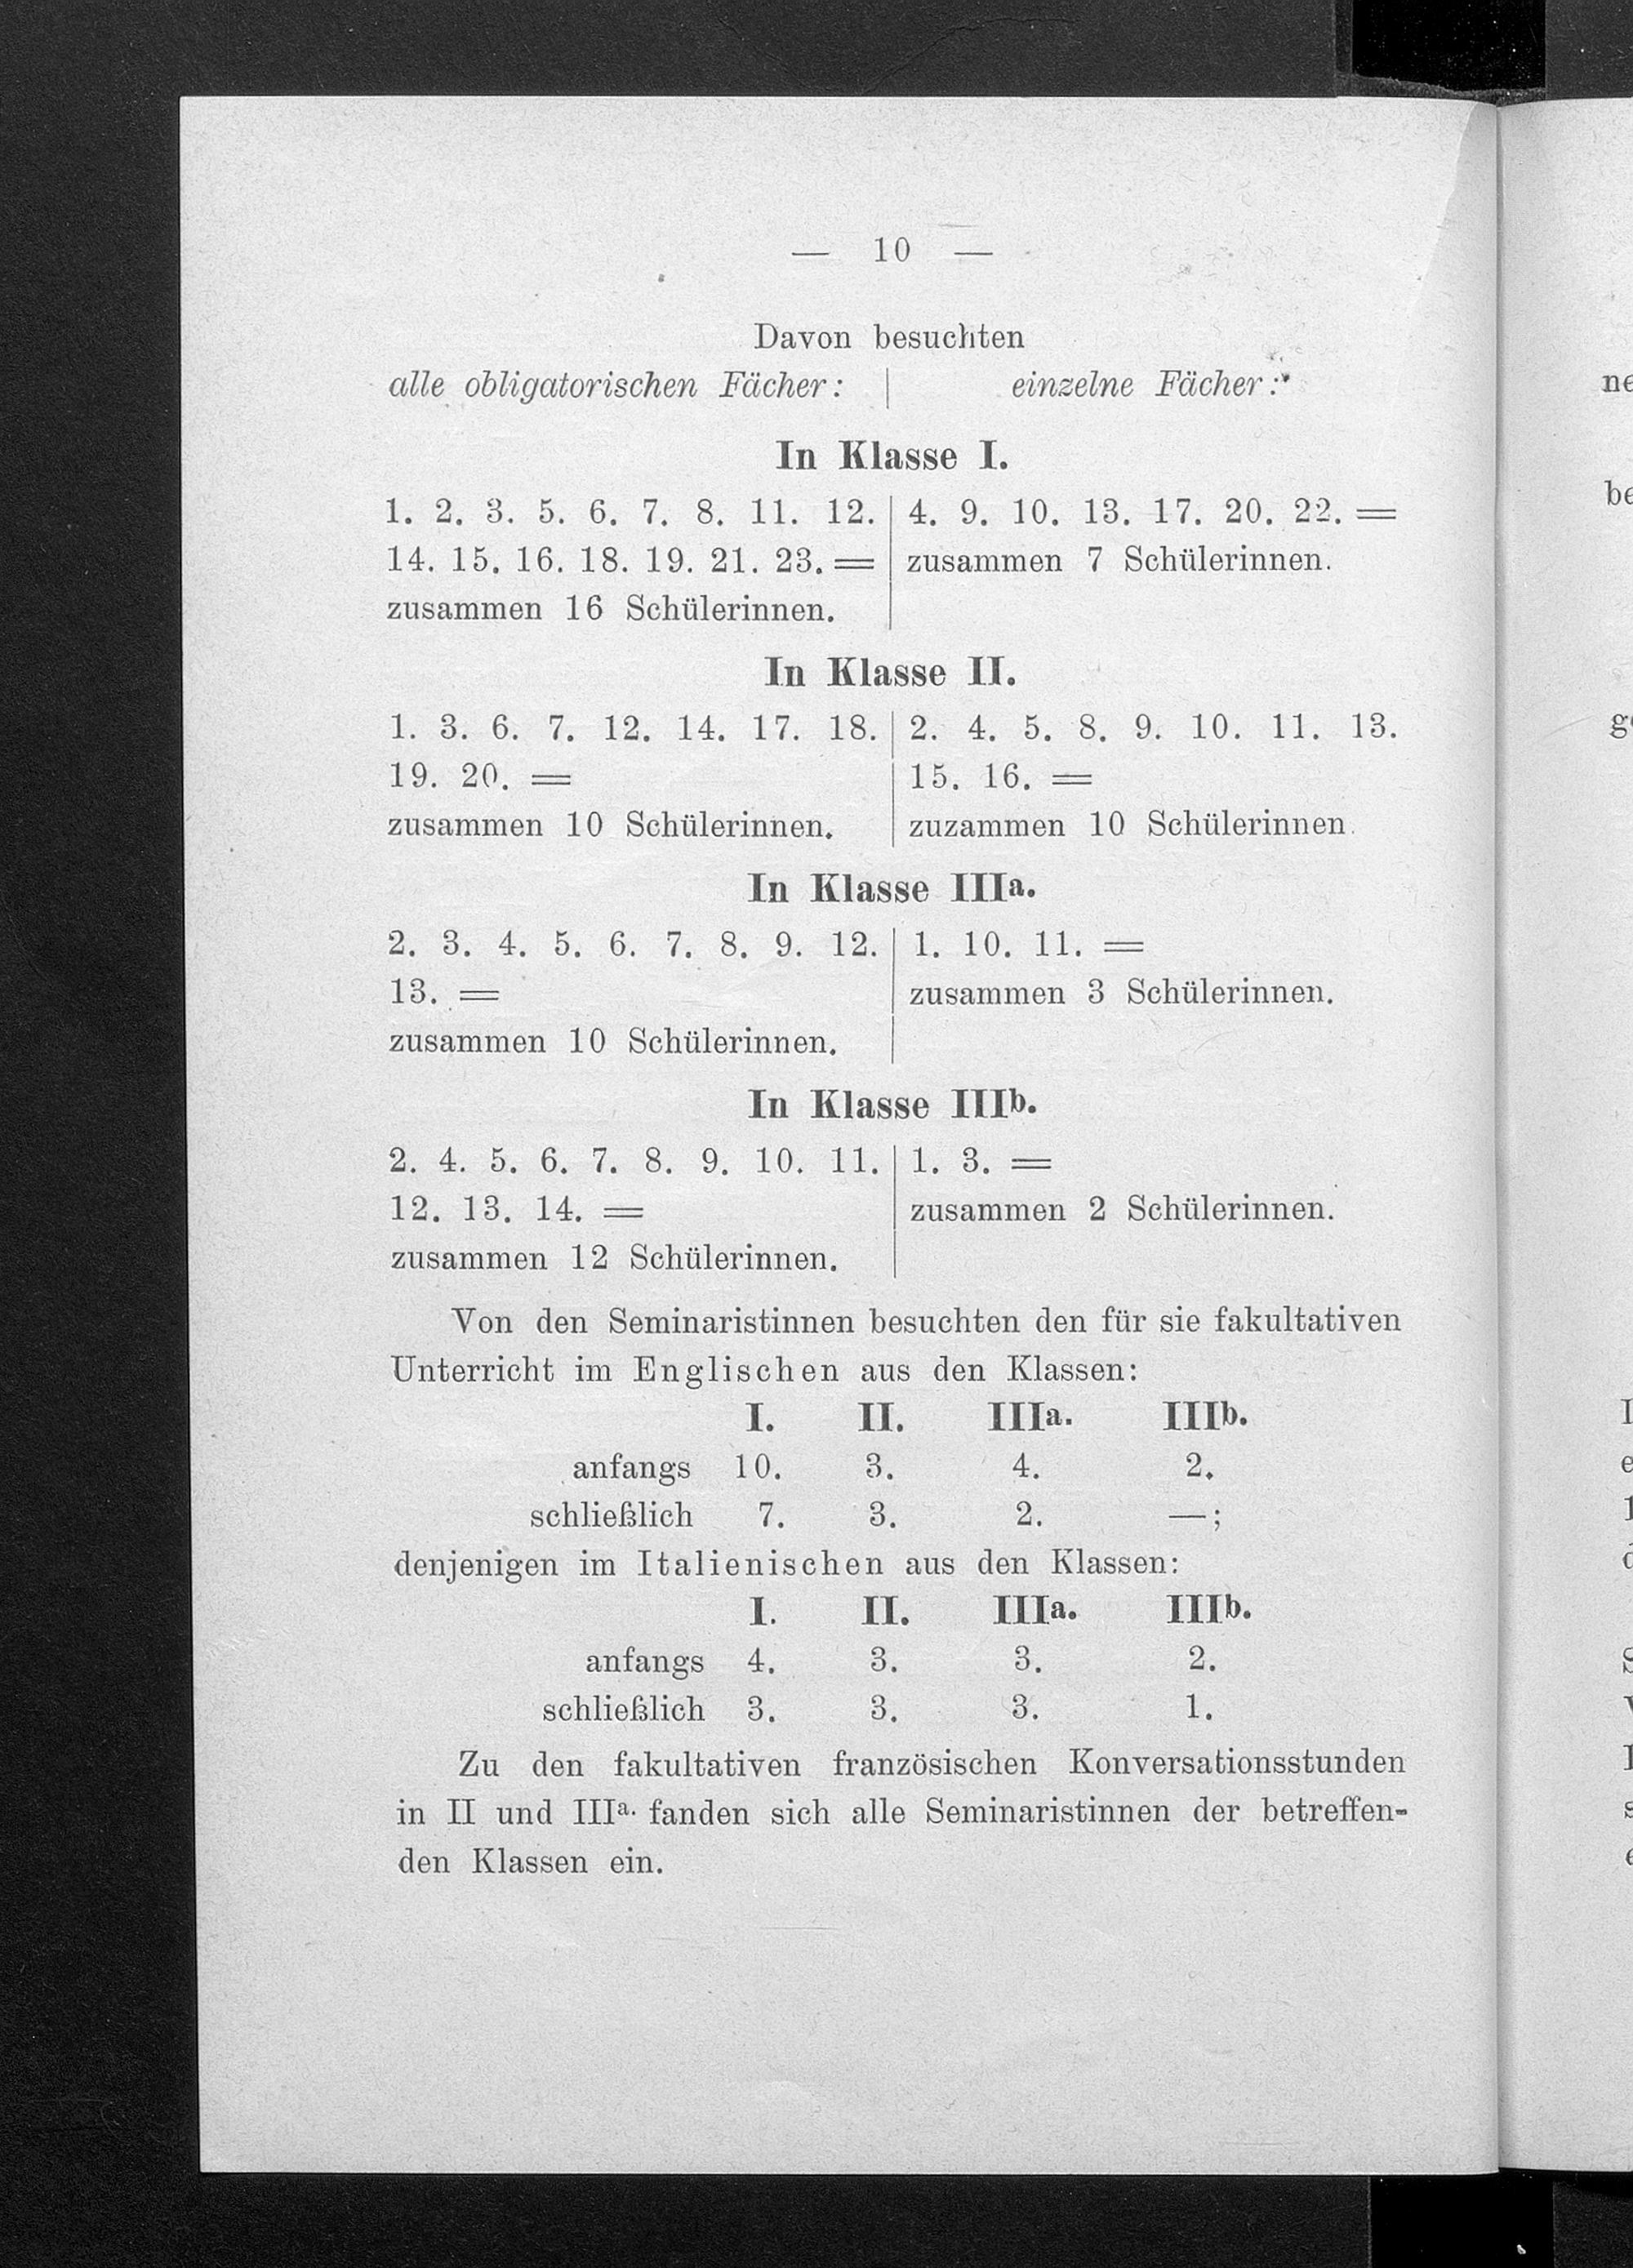 — 10 —
Davon besuchten
alle obligatorischen Fächer: | einzelne Fächer:
In Klasse I.
1. 2. 3. 5. 6. 7. 8. 11. 12. | 4. 9. 10. 13. 17. 20. 22. =
14. 15. 16. 18. 19. 21. 23. = | zusammen 7 Schülerinnen.
zusammen 16 Schülerinnen. |
In Klasse II.
1. 3. 6. 7. 12. 14. 17. 18. | 2. 4. 5. 8. 9. 10. 11. 13.
19. 20. = | 15. 16. =
zusammen 10 Schülerinnen. | zuzammen 10 Schülerinnen.
In Klasse IIIa.
2. 3. 4. 5. 6. 7. 8. 9. 12. | 1. 10. 11. =
13. = | zusammen 3 Schülerinnen.
zusammen 10 Schülerinnen. |
In Klasse IIIb.
2. 4. 5. 6. 7. 8. 9. 10. 11. | 1. 3. =
12. 13. 14. = | zusammen 2 Schülerinnen.
zusammen 12 Schülerinnen. |
Von den Seminaristinnen besuchten den für sie fakultativen
Unterricht im Englischen aus den Klassen:
I. II. IIIa. IIIb.
anfangs 10. 3. 4. 2.
schließlich 7. 3. 2. —;
denjenigen im Italienischen aus den Klassen:
I. II. IIIa. IIIb.
anfangs 4. 3. 3. 2.
schließlich 3. 3. 3. 1.
Zu den fakultativen französischen Konversationsstunden
in II und IIIa. fanden sich alle Seminaristinnen der betreffen-
den Klassen ein.